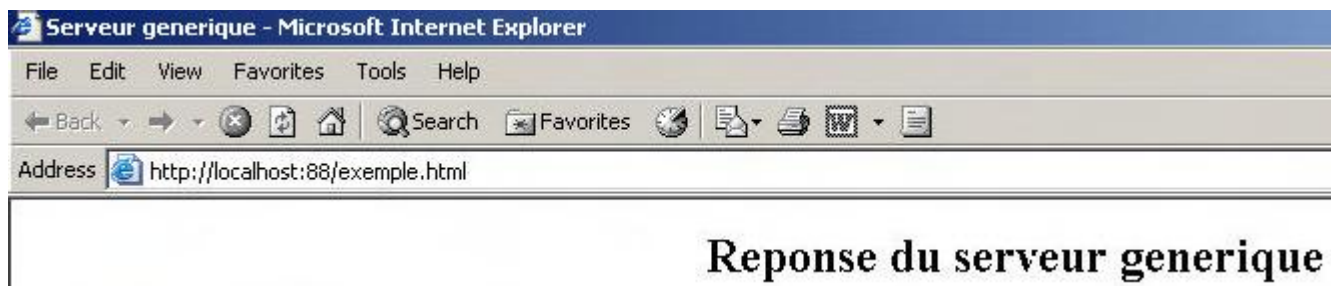 Serveur generique - Microsoft Internet Explorer
File Edit View Favorites Tools Help
Back Search Favorites
Address http://localhost:88/exemple.html
Reponse du serveur generique